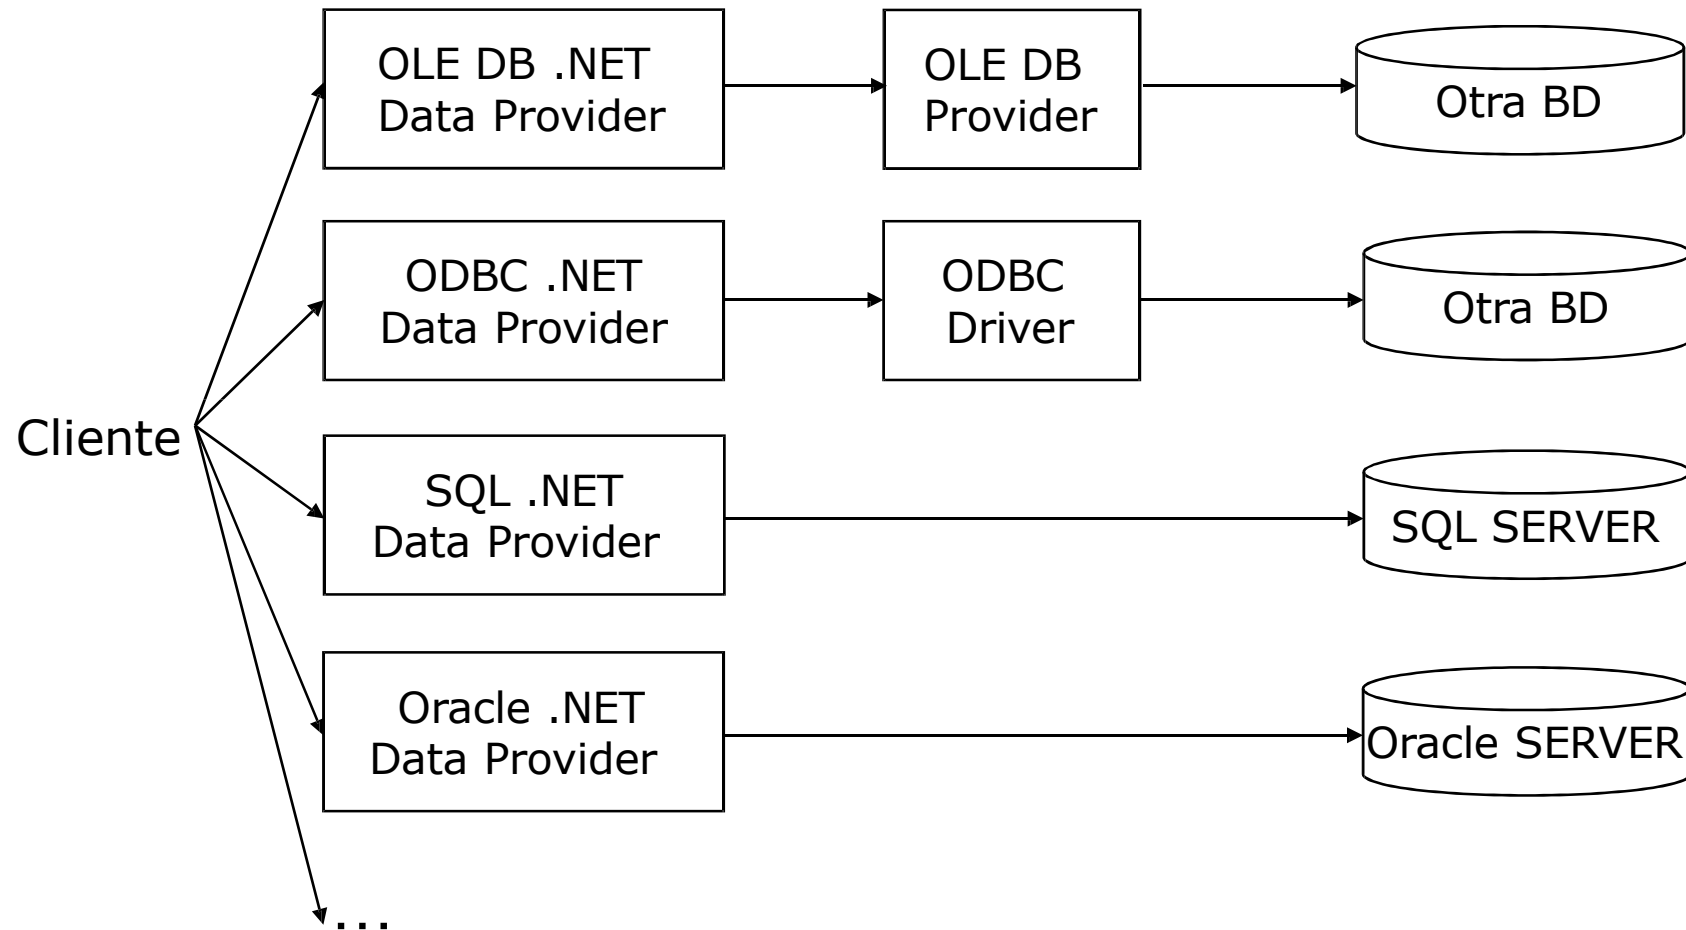 OLE DB .NET
Data Provider
OLE DB
Provider
Otra BD
ODBC .NET
Data Provider
ODBC
Driver
Otra BD
Cliente
SQL .NET
Data Provider
SQL SERVER
Oracle .NET
Data Provider
Oracle SERVER
...